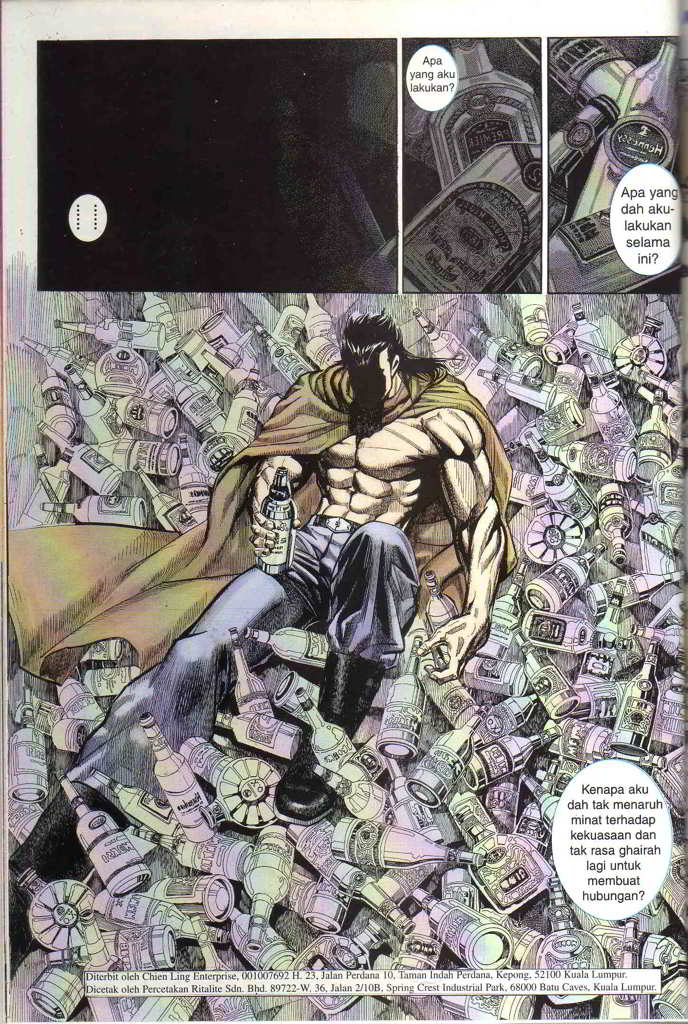 Apa
yang aku
lakukan?
Hennessy
Apa yang
dah aku-
lakukan
selama
ini?
Kenapa aku
dah tak menaruh
minat terhadap
kekuasaan dan
tak rasa ghairah
lagi untuk
membuat
hubungan?
Diterbit oleh Chien Ling Enterprise, 001007692 H. 23, Jalan Perdana 10, Taman Indah Perdana, Kepong, 52100 Kuala Lumpur.
Dicetak oleh Percetakan Ritalite Sdn. Bhd. 89722-W, 36, Jalan 2/10B, Spring Crest Industrial Park, 68000 Batu Caves, Kuala Lumpur.